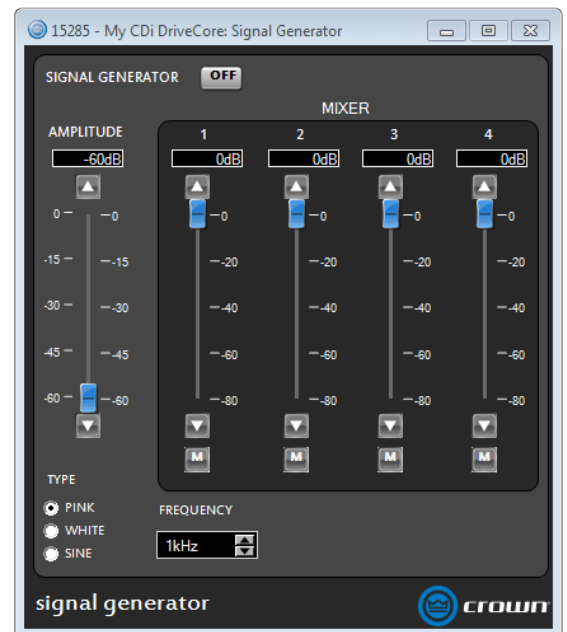 15285 - My CDi DriveCore: Signal Generator
SIGNAL GENERATOR OFF
MIXER
AMPLITUDE 1 2 3 4
-60dB 0dB 0dB 0dB 0dB
0 0 0 0 0 0
-15 -15 -20 -20 -20 -20
-30 -30 -40 -40 -40 -40
-45 -45 -60 -60 -60 -60
-60 -60 -80 -80 -80 -80
M M M M
TYPE
PINK FREQUENCY
WHITE
1kHz
SINE
signal generator crown